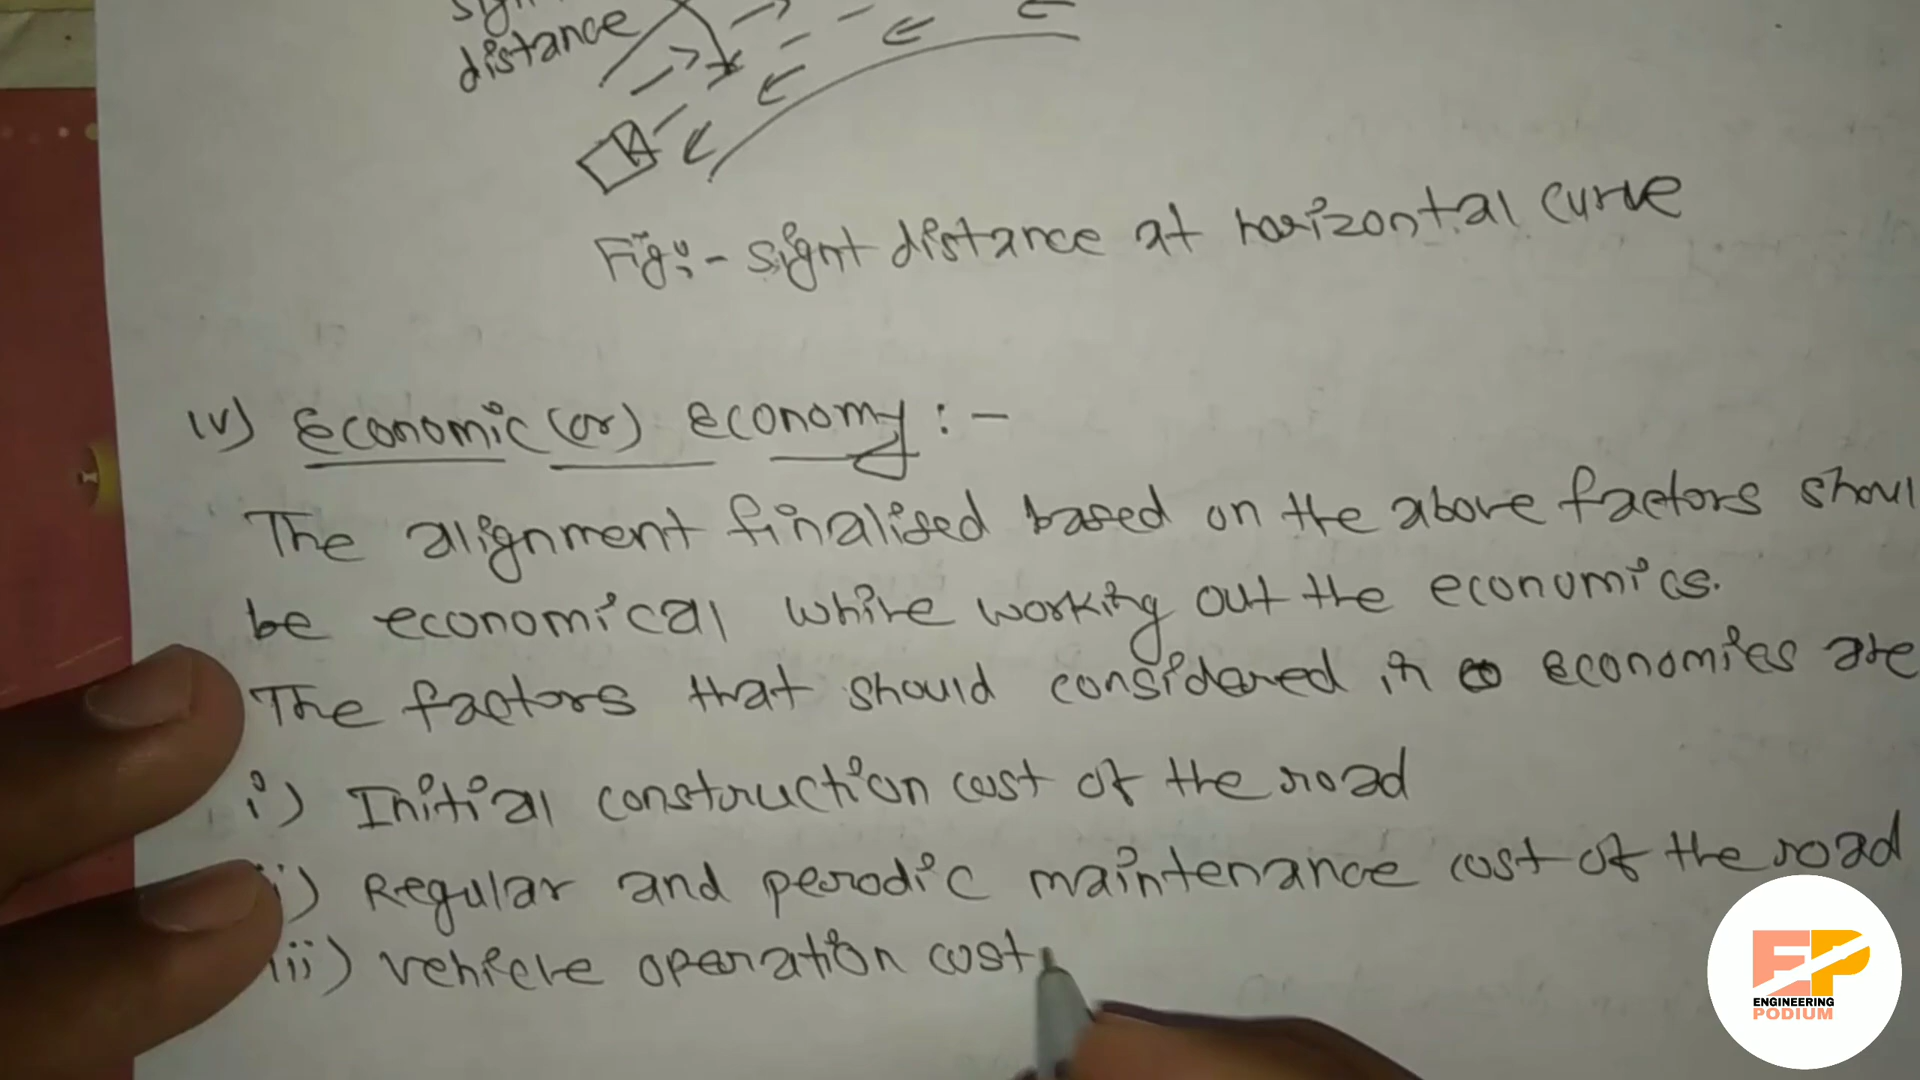 distance
Fig:- sight distance at horizontal curve
iv) Economic (or) economy :-
The alignment finalised based on the above factors shoul
be economical while working out the economics.
The factors that should considered in economies are
i) Initial construction cost of the road
ii) Regular and perodic maintenance cost of the road
iii) vehicle operation cost
ENGINEERING
PODIUM